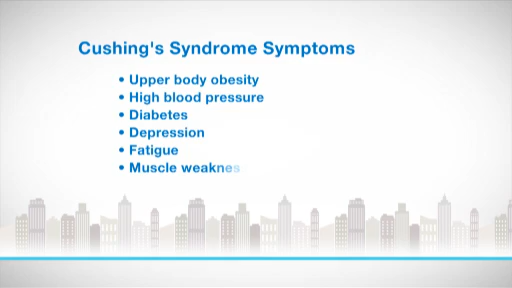 Cushing's Syndrome Symptoms
• Upper body obesity
• High blood pressure
• Diabetes
• Depression
• Fatigue
• Muscle weaknes